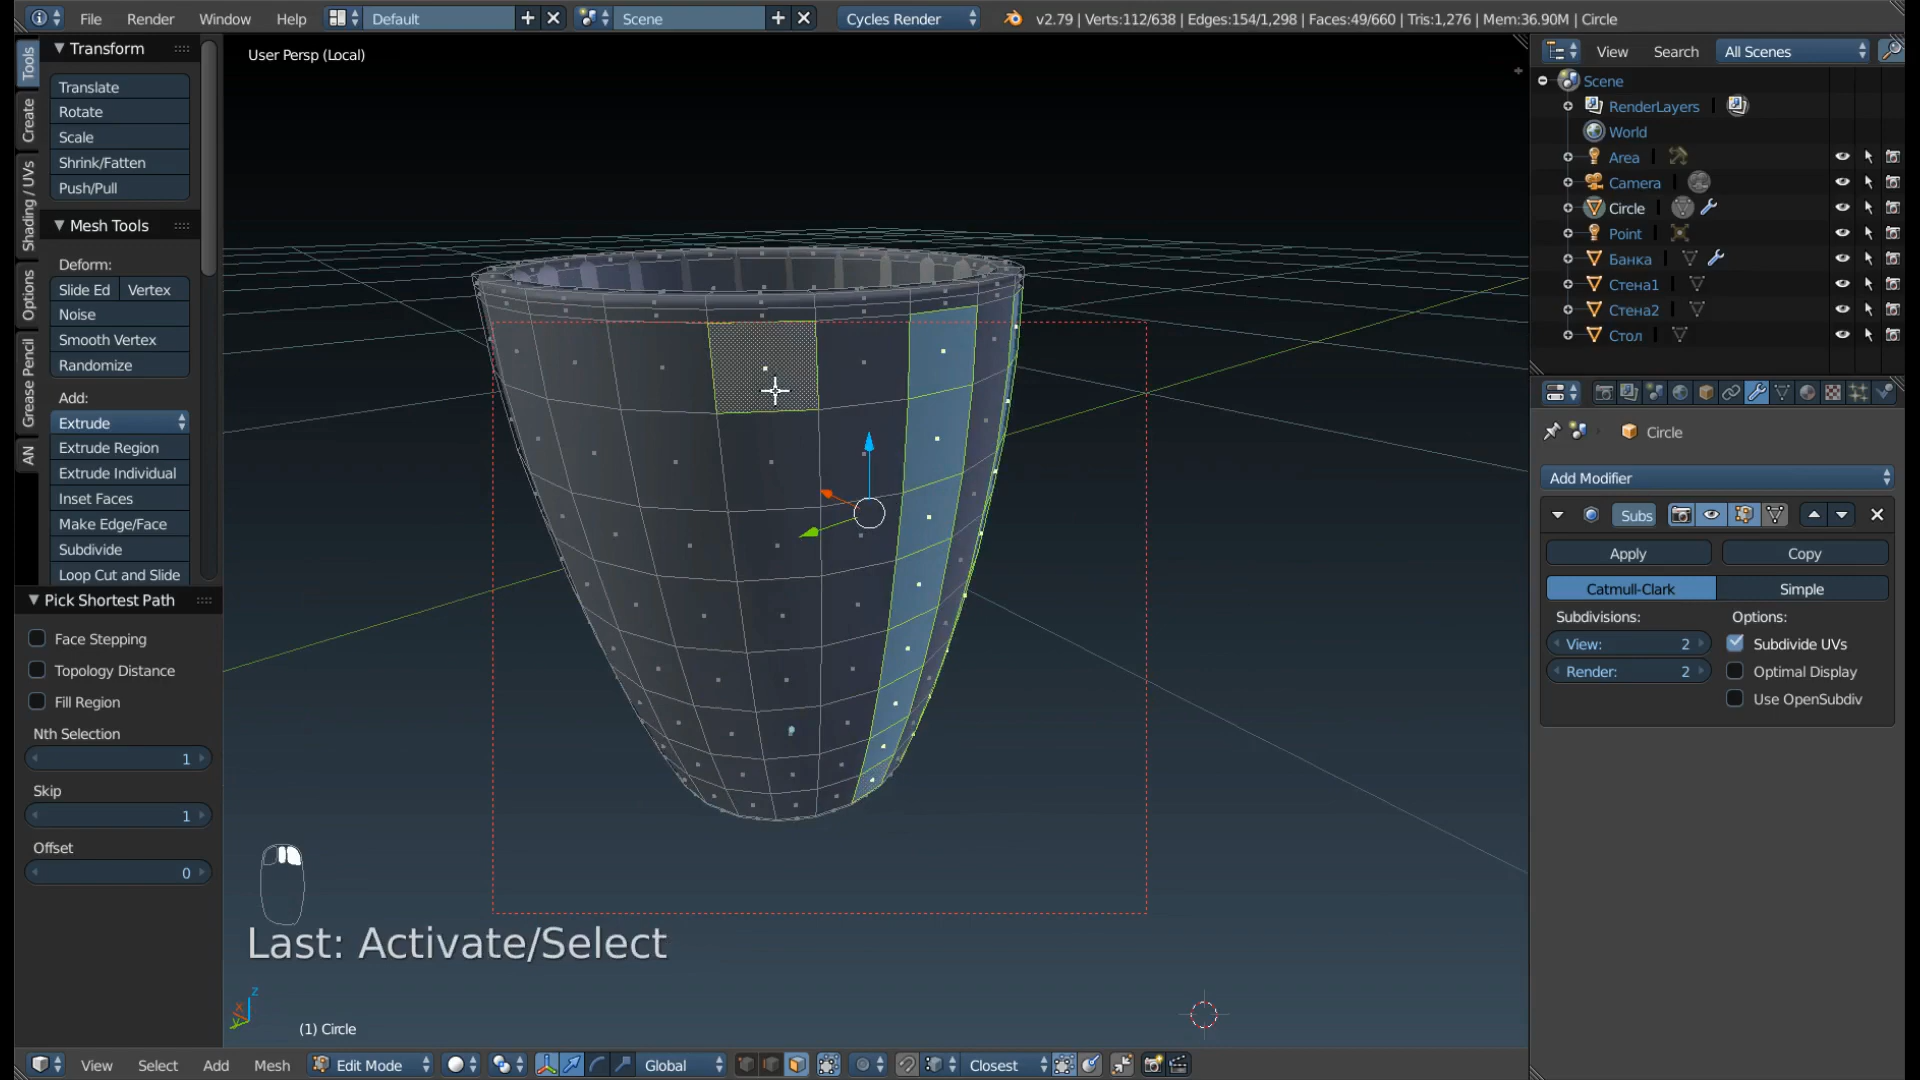 File Render Window Help Default Scene Cycles Render v2.79 | Verts:112/638 | Edges:154/1,298 | Faces:49/660 | Tris:1,276 | Mem:36.90M | Circle
Tools
Create
Shading / UVs
Options
Grease Pencil
AN
Transform
Translate
Rotate
Scale
Shrink/Fatten
Push/Pull
Mesh Tools
Deform:
Slide Ed Vertex
Noise
Smooth Vertex
Randomize
Add:
Extrude
Extrude Region
Extrude Individual
Inset Faces
Make Edge/Face
Subdivide
Loop Cut and Slide
Pick Shortest Path
Face Stepping
Topology Distance
Fill Region
Nth Selection
1
Skip
1
Offset
0
User Persp (Local)
Last: Activate/Select
z
x
y
(1) Circle
View Select Add Mesh Edit Mode Global Closest
View Search All Scenes
Scene
RenderLayers |
World
Area |
Camera |
Circle |
Point |
Банка |
Стена1 |
Стена2 |
Стол |
Circle
Add Modifier
Subs
Apply Copy
Catmull-Clark Simple
Subdivisions: Options:
View: 2 Subdivide UVs
Render: 2 Optimal Display
Use OpenSubdiv